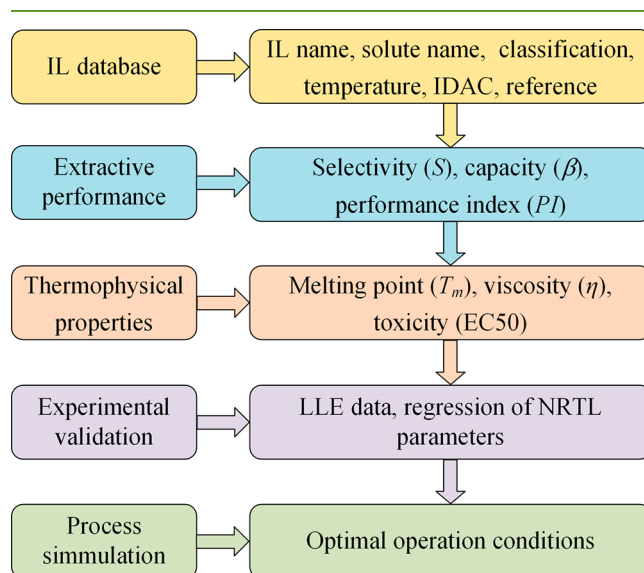 IL database
IL name, solute name, classification,
temperature, IDAC, reference
Extractive
performance
Selectivity (S), capacity (β),
performance index (PI)
Thermophysical
properties
Melting point (Tm), viscosity (η),
toxicity (EC50)
Experimental
validation
LLE data, regression of NRTL
parameters
Process
simmulation
Optimal operation conditions